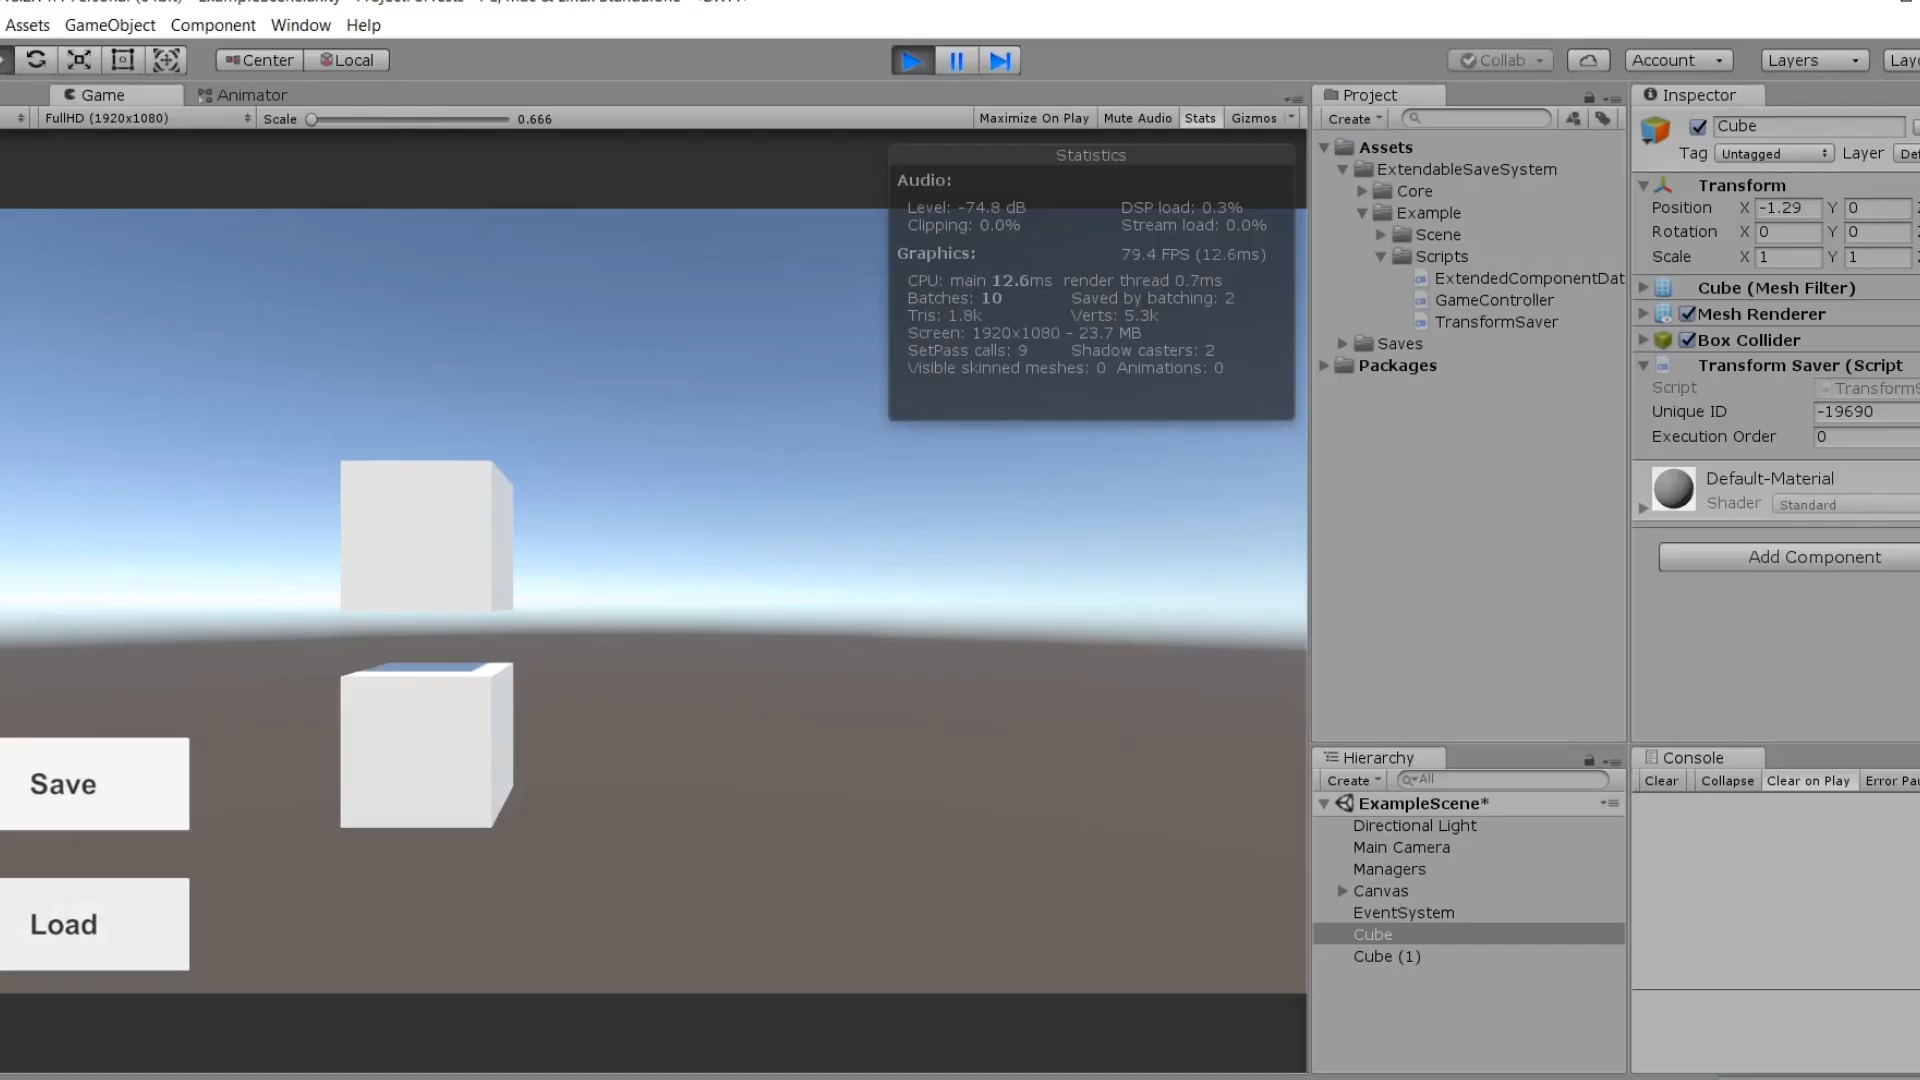 Assets GameObject Component Window Help
Center Local
Collab Account Layers
Game Animator
FullHD (1920x1080) Scale 0.666 Maximize On Play Mute Audio Stats Gizmos
Statistics
Audio:
Level: -74.8 dB DSP load: 0.3%
Clipping: 0.0% Stream load: 0.0%
Graphics: 79.4 FPS (12.6ms)
CPU: main 12.6ms render thread 0.7ms
Batches: 10 Saved by batching: 2
Tris: 1.8k Verts: 5.3k
Screen: 1920x1080 - 23.7 MB
SetPass calls: 9 Shadow casters: 2
Visible skinned meshes: 0 Animations: 0
Save
Load
Project
Create
Assets
ExtendableSaveSystem
Core
Example
Scene
Scripts
ExtendedComponentDat
GameController
TransformSaver
Saves
Packages
Hierarchy
Create All
ExampleScene*
Directional Light
Main Camera
Managers
Canvas
EventSystem
Cube
Cube (1)
Inspector
Cube
Tag Untagged Layer Def
Transform
Position X -1.29 Y 0
Rotation X 0 Y 0
Scale X 1 Y 1
Cube (Mesh Filter)
Mesh Renderer
Box Collider
Transform Saver (Script
Script TransformS
Unique ID -19690
Execution Order 0
Default-Material
Shader Standard
Add Component
Console
Clear Collapse Clear on Play Error Pau